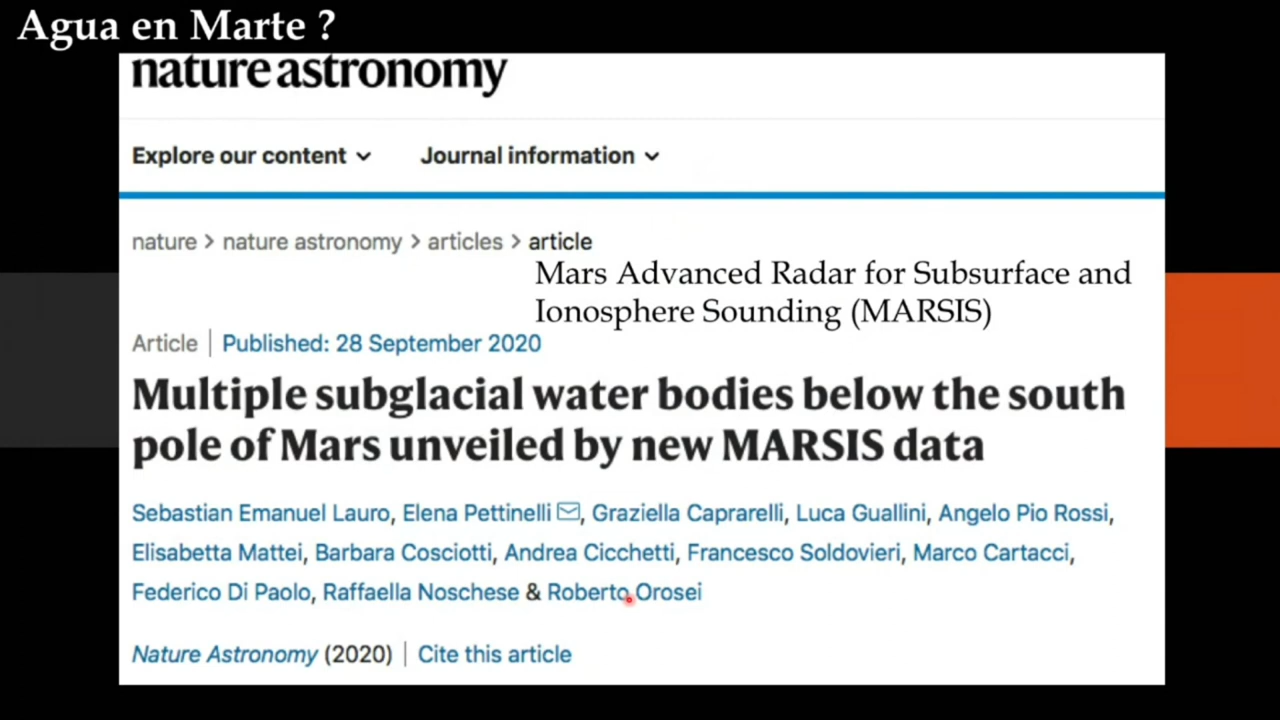 Agua en Marte ?
nature astronomy
Explore our content
Journal information
nature > nature astronomy > articles > article
Mars Advanced Radar for Subsurface and
Ionosphere Sounding (MARSIS)
Article | Published: 28 September 2020
Multiple subglacial water bodies below the south
pole of Mars unveiled by new MARSIS data
Sebastian Emanuel Lauro, Elena Pettinelli, Graziella Caprarelli, Luca Guallini, Angelo Pio Rossi,
Elisabetta Mattei, Barbara Cosciotti, Andrea Cicchetti, Francesco Soldovieri, Marco Cartacci,
Federico Di Paolo, Raffaella Noschese & Roberto Orosei
Nature Astronomy (2020) | Cite this article